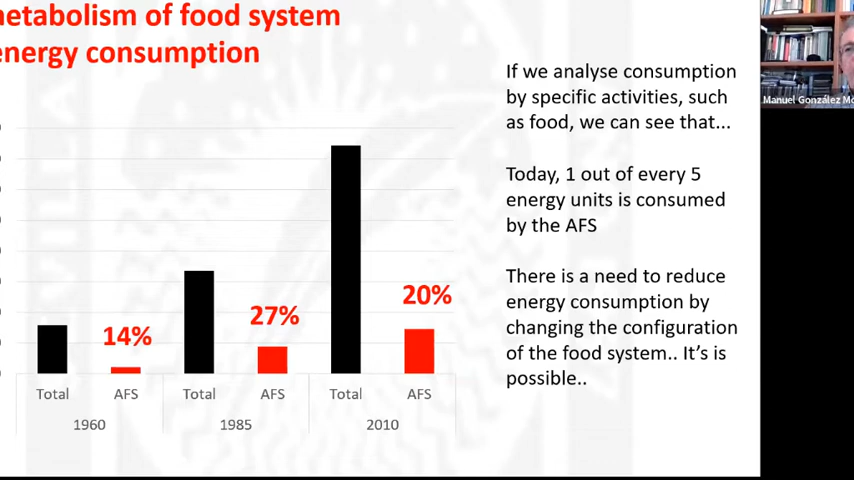 etabolism of food system
energy consumption
If we analyse consumption
by specific activities, such
as food, we can see that...
Today, 1 out of every 5
energy units is consumed
by the AFS
There is a need to reduce
energy consumption by
changing the configuration
of the food system.. It's is
possible..
14%
27%
20%
Total AFS Total AFS Total AFS
1960 1985 2010
Manuel González Mo